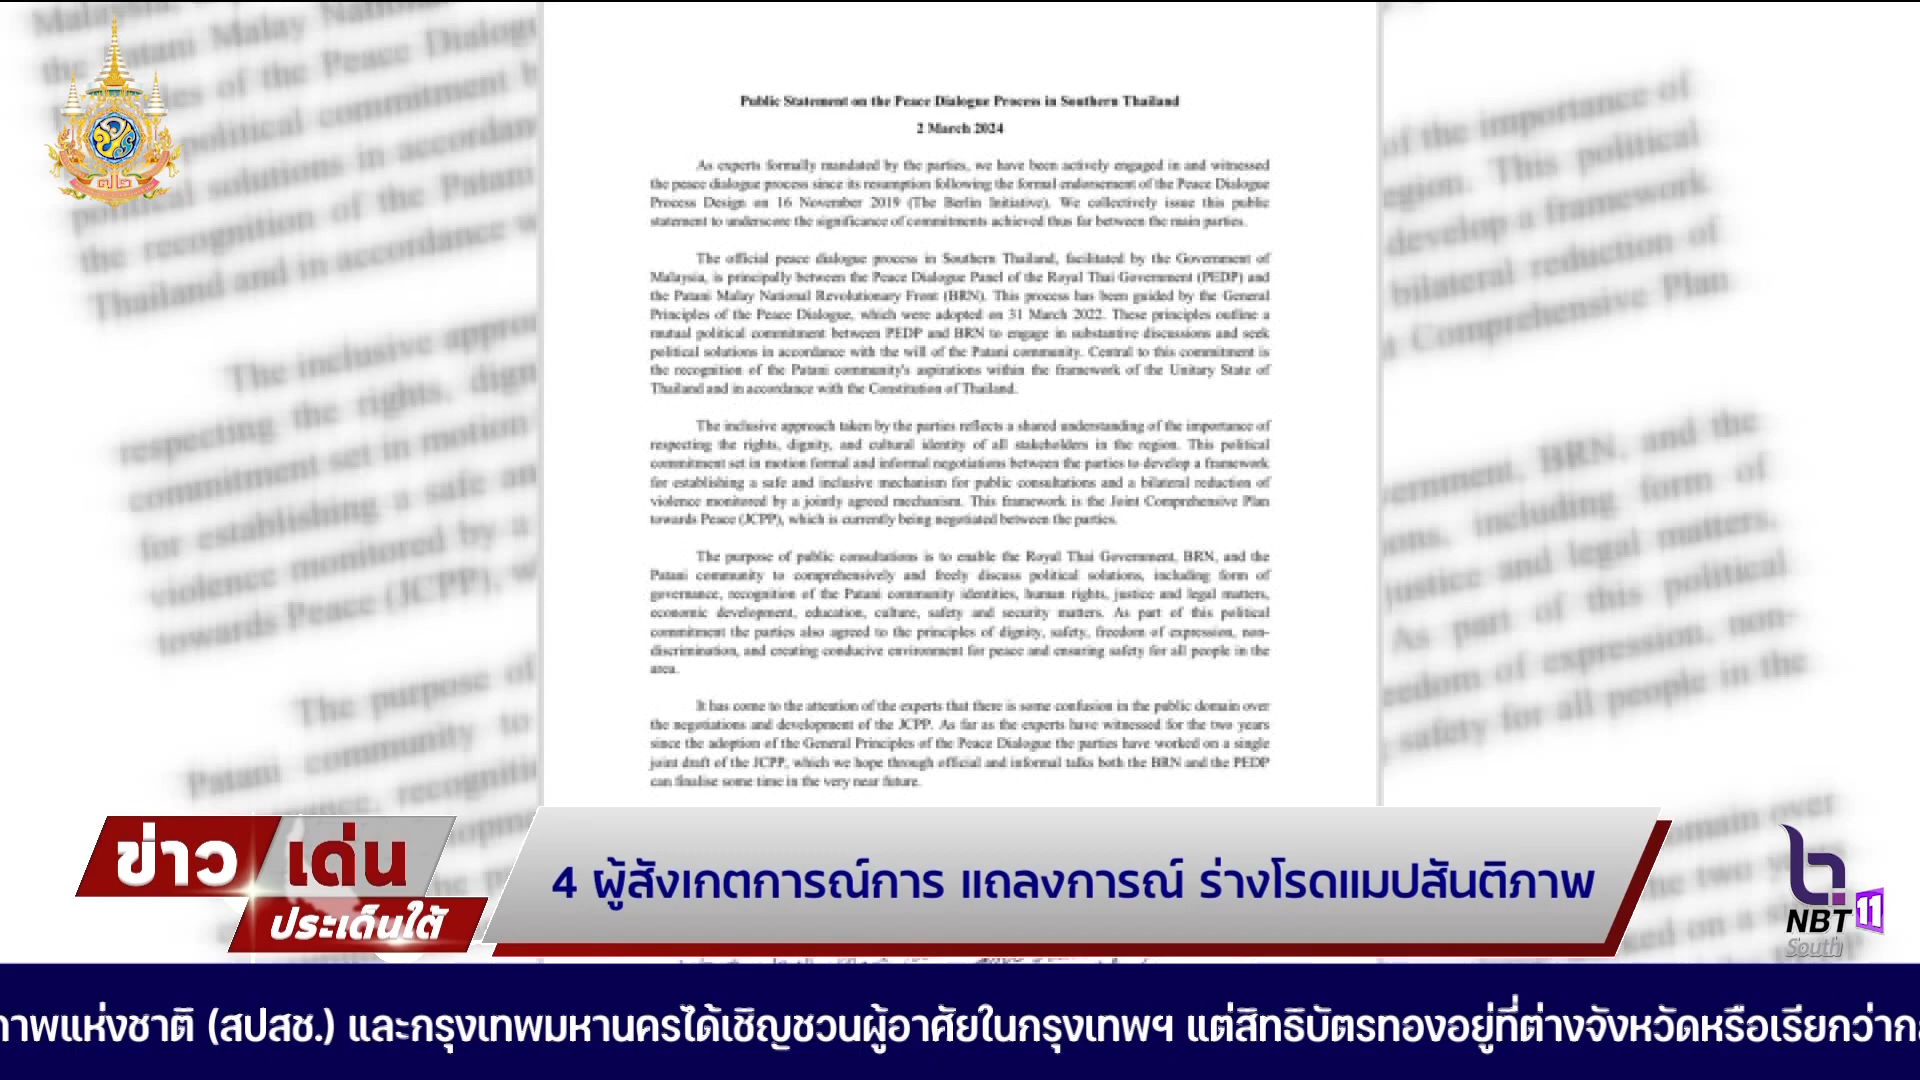 Public Statement on the Peace Dialogue Process in Southern Thailand
2 March 2024
As experts formally mandated by the parties, we have been actively engaged in and witnessed
the peace dialogue process since its resumption following the formal endorsement of the Peace Dialogue
Process Design on 16 November 2019 (The Berlin Initiative). We collectively issue this public
statement to underscore the significance of commitments achieved thus far between the main parties.
The official peace dialogue process in Southern Thailand, facilitated by the Government of
Malaysia, is principally between the Peace Dialogue Panel of the Royal Thai Government (PEDP) and
the Patani Malay National Revolutionary Front (BRN). This process has been guided by the General
Principles of the Peace Dialogue, which were adopted on 31 March 2022. These principles outline a
mutual political commitment between PEDP and BRN to engage in substantive discussions and seek
political solutions in accordance with the will of the Patani community. Central to this commitment is
the recognition of the Patani community's aspirations within the framework of the Unitary State of
Thailand and in accordance with the Constitution of Thailand.
The inclusive approach taken by the parties reflects a shared understanding of the importance of
respecting the rights, dignity, and cultural identity of all stakeholders in the region. This political
commitment set in motion formal and informal negotiations between the parties to develop a framework
for establishing a safe and inclusive mechanism for public consultations and a bilateral reduction of
violence monitored by a jointly agreed mechanism. This framework is the Joint Comprehensive Plan
towards Peace (JCPP), which is currently being negotiated between the parties.
The purpose of public consultations is to enable the Royal Thai Government, BRN, and the
Patani community to comprehensively and freely discuss political solutions, including form of
governance, recognition of the Patani community identities, human rights, justice and legal matters,
economic development, education, culture, safety and security matters. As part of this political
commitment the parties also agreed to the principles of dignity, safety, freedom of expression, non-
discrimination, and creating conducive environment for peace and ensuring safety for all people in the
area.
It has come to the attention of the experts that there is some confusion in the public domain over
the negotiations and development of the JCPP. As far as the experts have witnessed for the two years
since the adoption of the General Principles of the Peace Dialogue the parties have worked on a single
joint draft of the JCPP, which we hope through official and informal talks both the BRN and the PEDP
can finalise some time in the very near future.
ข่าวเด่น
ประเด็นใต้
4 ผู้สังเกตการณ์การ แถลงการณ์ ร่างโรดแมปสันติภาพ
NBT 11
South
ภาพแห่งชาติ (สปสช.) และกรุงเทพมหานครได้เชิญชวนผู้อาศัยในกรุงเทพฯ แต่สิทธิบัตรทองอยู่ที่ต่างจังหวัดหรือเรียกว่า